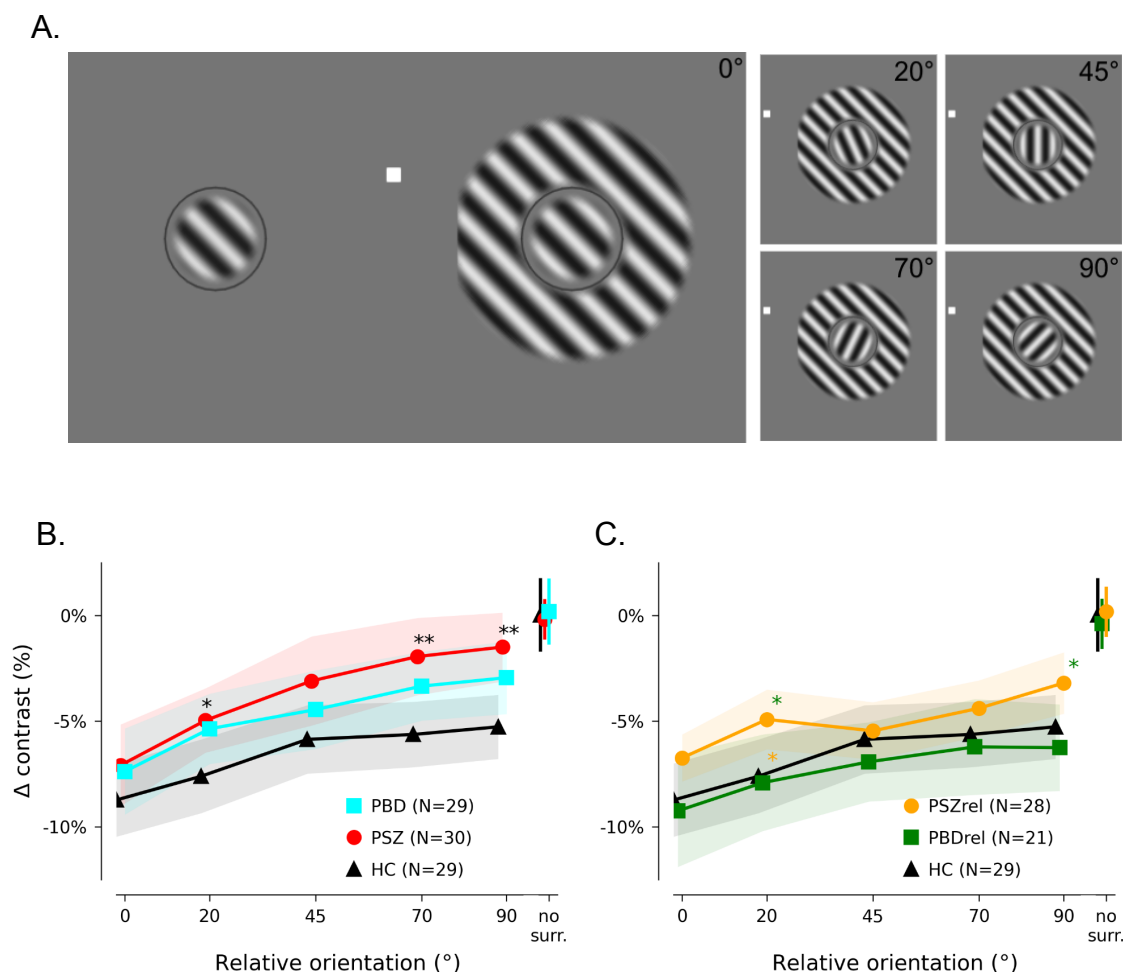 A.
0°
20°
45°
70°
90°
B.
Δ contrast (%)
0%
-5%
-10%
*
**
**
PBD (N=29)
PSZ (N=30)
HC (N=29)
0 20 45 70 90 no surr.
Relative orientation (°)
C.
0%
-5%
-10%
*
*
*
PSZrel (N=28)
PBDrel (N=21)
HC (N=29)
0 20 45 70 90 no surr.
Relative orientation (°)